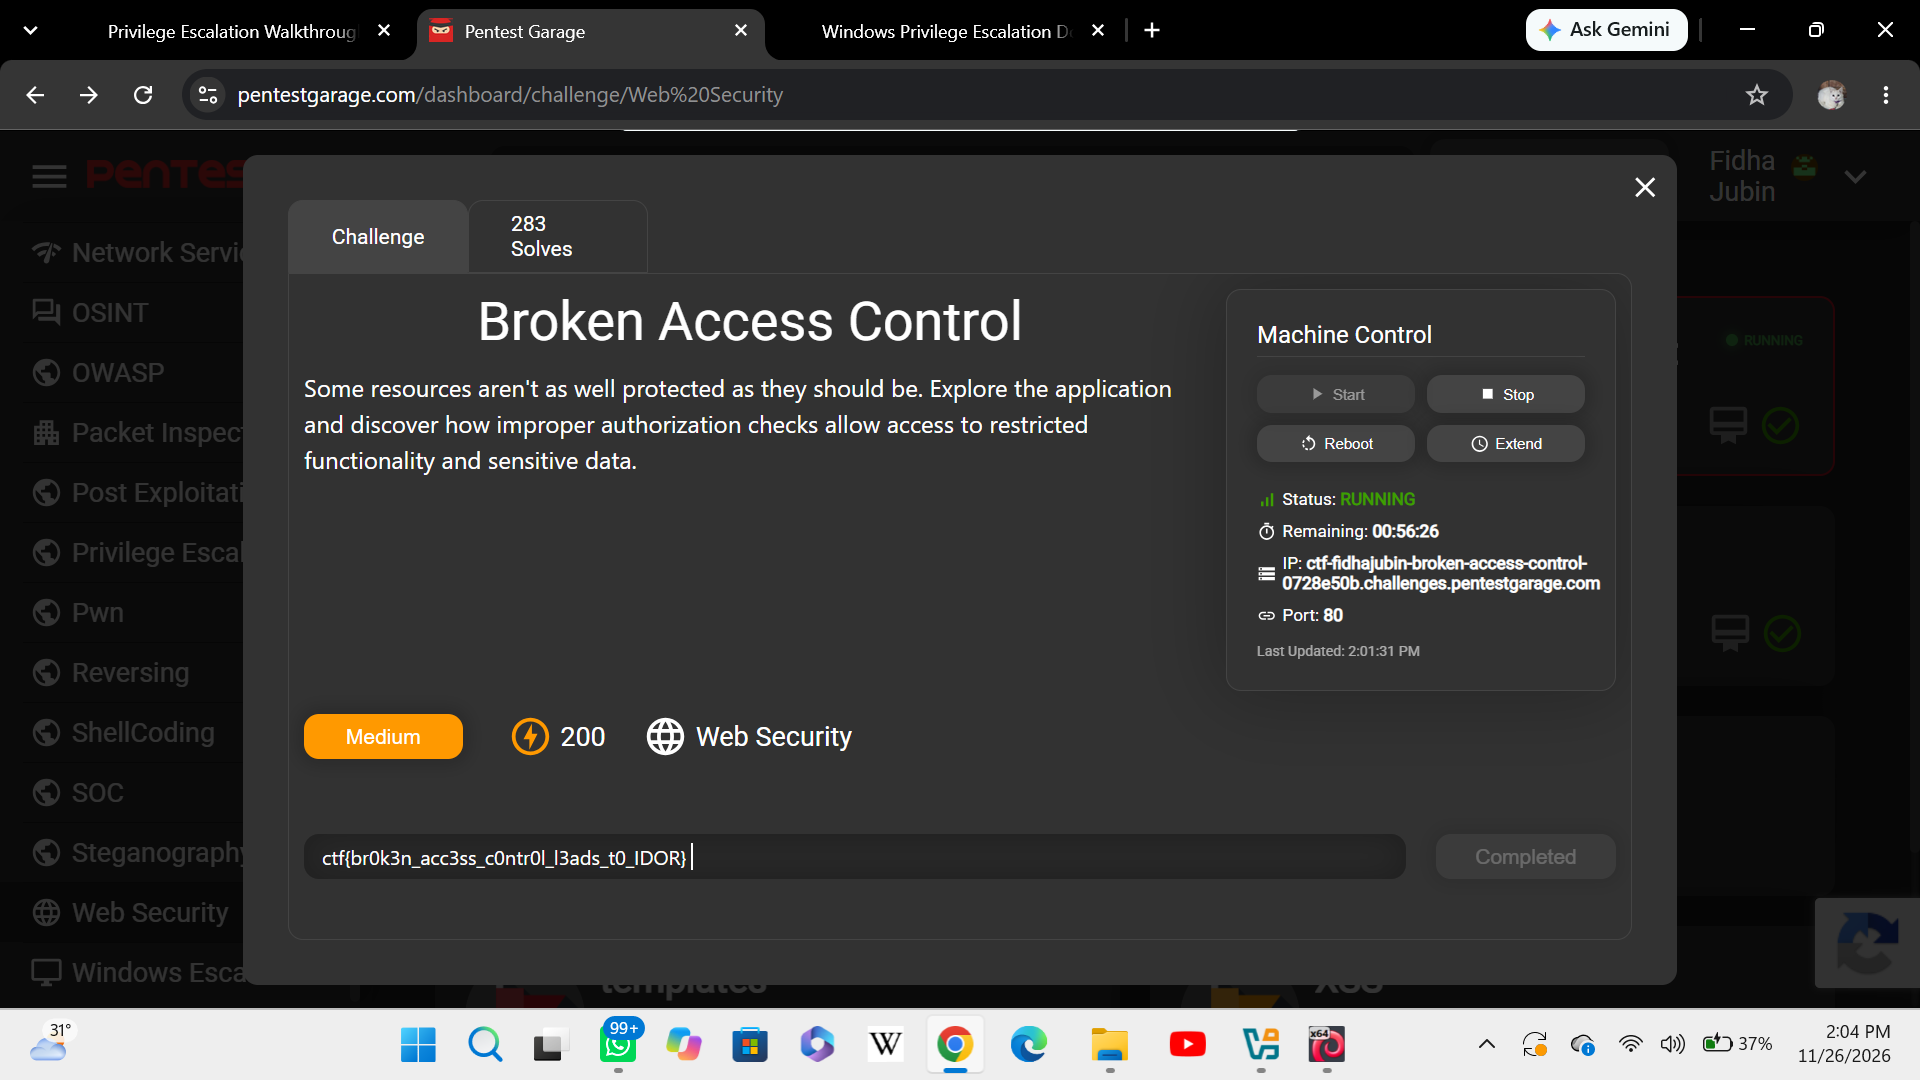 Privilege Escalation Walkthroug
Pentest Garage
Windows Privilege Escalation D
Ask Gemini
pentestgarage.com/dashboard/challenge/Web%20Security
Fidha
Jubin
Network Servi
OSINT
OWASP
Packet Inspec
Post Exploitati
Privilege Escal
Pwn
Reversing
ShellCoding
SOC
Steganography
Web Security
Windows Esca
Challenge
283
Solves
Broken Access Control
Some resources aren't as well protected as they should be. Explore the application
and discover how improper authorization checks allow access to restricted
functionality and sensitive data.
Machine Control
Start
Stop
Reboot
Extend
Status: RUNNING
Remaining: 00:56:26
IP: ctf-fidhajubin-broken-access-control-
0728e50b.challenges.pentestgarage.com
Port: 80
Last Updated: 2:01:31 PM
RUNNING
Medium
200
Web Security
ctf{br0k3n_acc3ss_c0ntr0l_l3ads_t0_IDOR}
Completed
templates
31°
99+
W
x64
37%
2:04 PM
11/26/2026